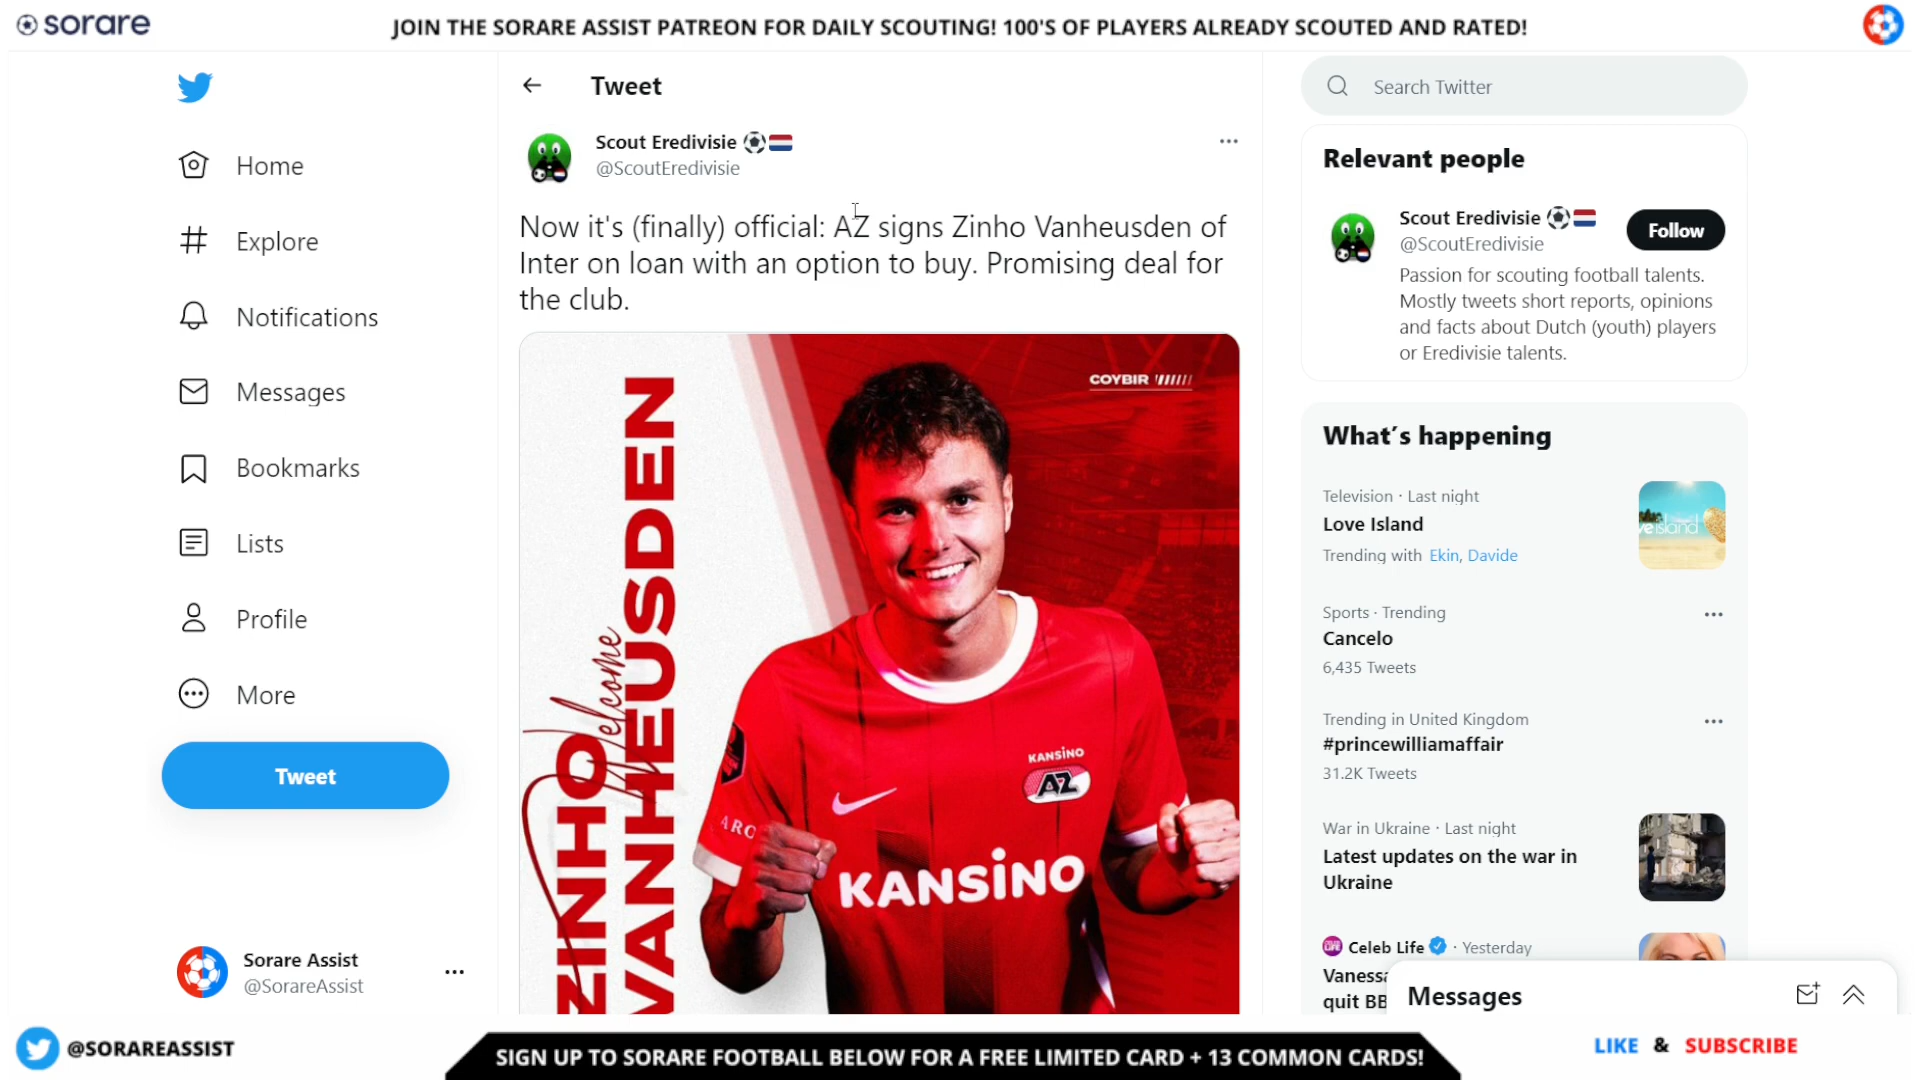 sorare
JOIN THE SORARE ASSIST PATREON FOR DAILY SCOUTING! 100'S OF PLAYERS ALREADY SCOUTED AND RATED!
Home
Explore
Notifications
Messages
Bookmarks
Lists
Profile
More
Tweet
Sorare Assist
@SorareAssist
Tweet
Scout Eredivisie
@ScoutEredivisie
Now it's (finally) official: AZ signs Zinho Vanheusden of
Inter on loan with an option to buy. Promising deal for
the club.
COYBIR
Welcome
ZINHO
VANHEUSDEN
KANSINO
AZ
ARC
KANSINO
Search Twitter
Relevant people
Scout Eredivisie
@ScoutEredivisie
Follow
Passion for scouting football talents.
Mostly tweets short reports, opinions
and facts about Dutch (youth) players
or Eredivisie talents.
What's happening
Television · Last night
Love Island
Trending with Ekin, Davide
island
Sports · Trending
Cancelo
6,435 Tweets
Trending in United Kingdom
#princewilliamaffair
31.2K Tweets
War in Ukraine · Last night
Latest updates on the war in
Ukraine
Celeb Life · Yesterday
Vanessa
quit BB
Messages
@SORAREASSIST
SIGN UP TO SORARE FOOTBALL BELOW FOR A FREE LIMITED CARD + 13 COMMON CARDS!
LIKE & SUBSCRIBE